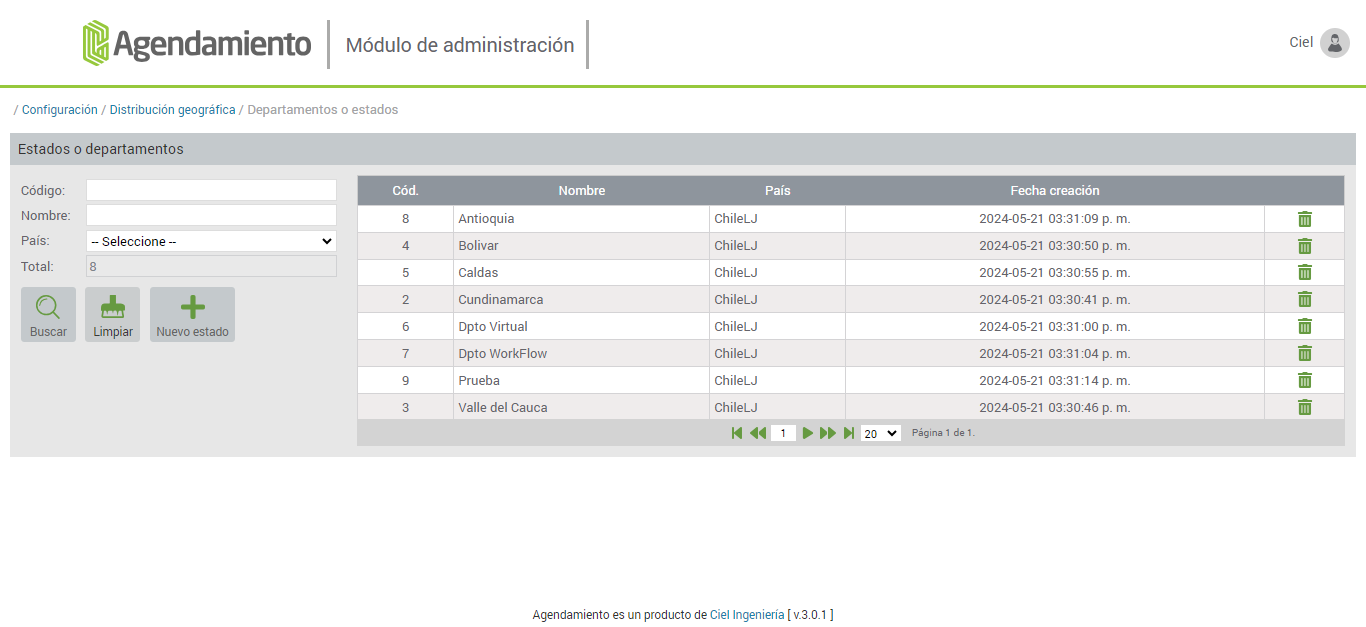 Agendamiento
Módulo de administración
Ciel
/ Configuración / Distribución geográfica / Departamentos o estados
Estados o departamentos
Código:
Nombre:
País: -- Seleccione --
Total: 8
Buscar Limpiar Nuevo estado
Cód. Nombre País Fecha creación
8 Antioquia ChileLJ 2024-05-21 03:31:09 p. m.
4 Bolivar ChileLJ 2024-05-21 03:30:50 p. m.
5 Caldas ChileLJ 2024-05-21 03:30:55 p. m.
2 Cundinamarca ChileLJ 2024-05-21 03:30:41 p. m.
6 Dpto Virtual ChileLJ 2024-05-21 03:31:00 p. m.
7 Dpto WorkFlow ChileLJ 2024-05-21 03:31:04 p. m.
9 Prueba ChileLJ 2024-05-21 03:31:14 p. m.
3 Valle del Cauca ChileLJ 2024-05-21 03:30:46 p. m.
1 20 Página 1 de 1.
Agendamiento es un producto de Ciel Ingeniería [ v.3.0.1 ]